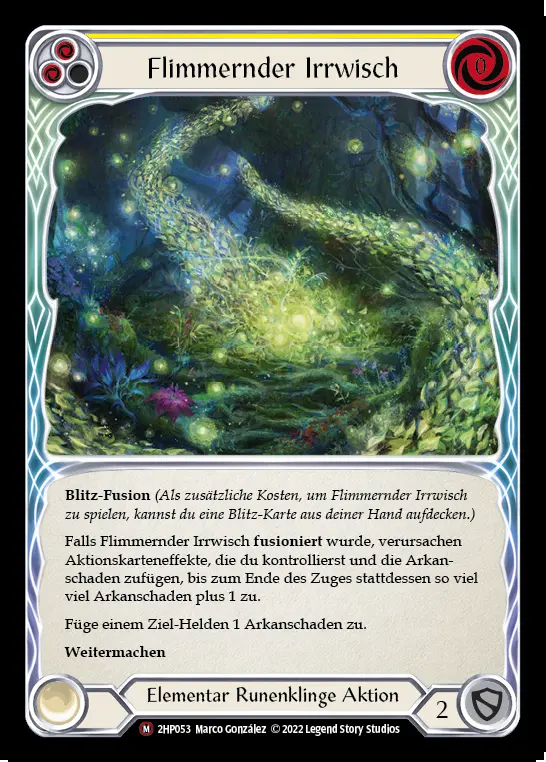 Flimmernder Irrwisch
0
Blitz-Fusion (Als zusätzliche Kosten, um Flimmernder Irrwisch
zu spielen, kannst du eine Blitz-Karte aus deiner Hand aufdecken.)
Falls Flimmernder Irrwisch fusioniert wurde, verursachen
Aktionskarteneffekte, die du kontrollierst und die Arkan-
schaden zufügen, bis zum Ende des Zuges stattdessen so viel
viel Arkanschaden plus 1 zu.
Füge einem Ziel-Helden 1 Arkanschaden zu.
Weitermachen
Elementar Runenklinge Aktion
2
M 2HP053 Marco González © 2022 Legend Story Studios